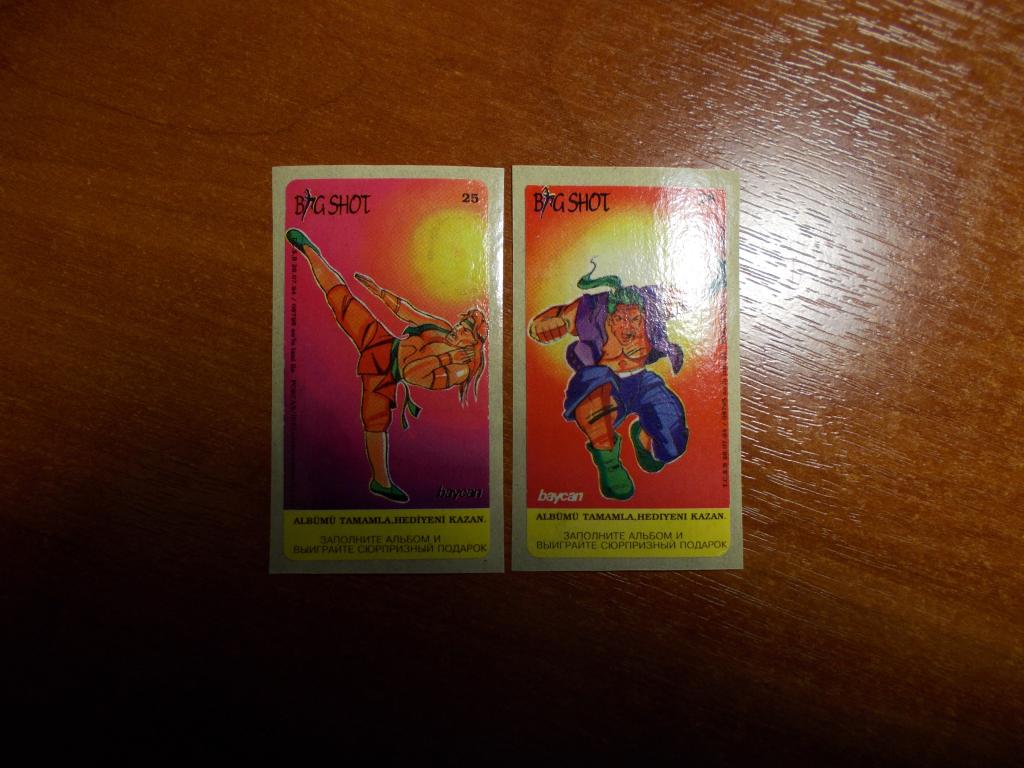 BIG SHOT
25
baycan
ALBÜMÜ TAMAMLA,HEDİYENİ KAZAN.
ЗАПОЛНИТЕ АЛЬБОМ И
ВЫИГРАЙТЕ СЮРПРИЗНЫЙ ПОДАРОК
BIG SHOT
baycan
ALBÜMÜ TAMAMLA,HEDİYENİ KAZAN.
ЗАПОЛНИТЕ АЛЬБОМ И
ВЫИГРАЙТЕ СЮРПРИЗНЫЙ ПОДАРОК